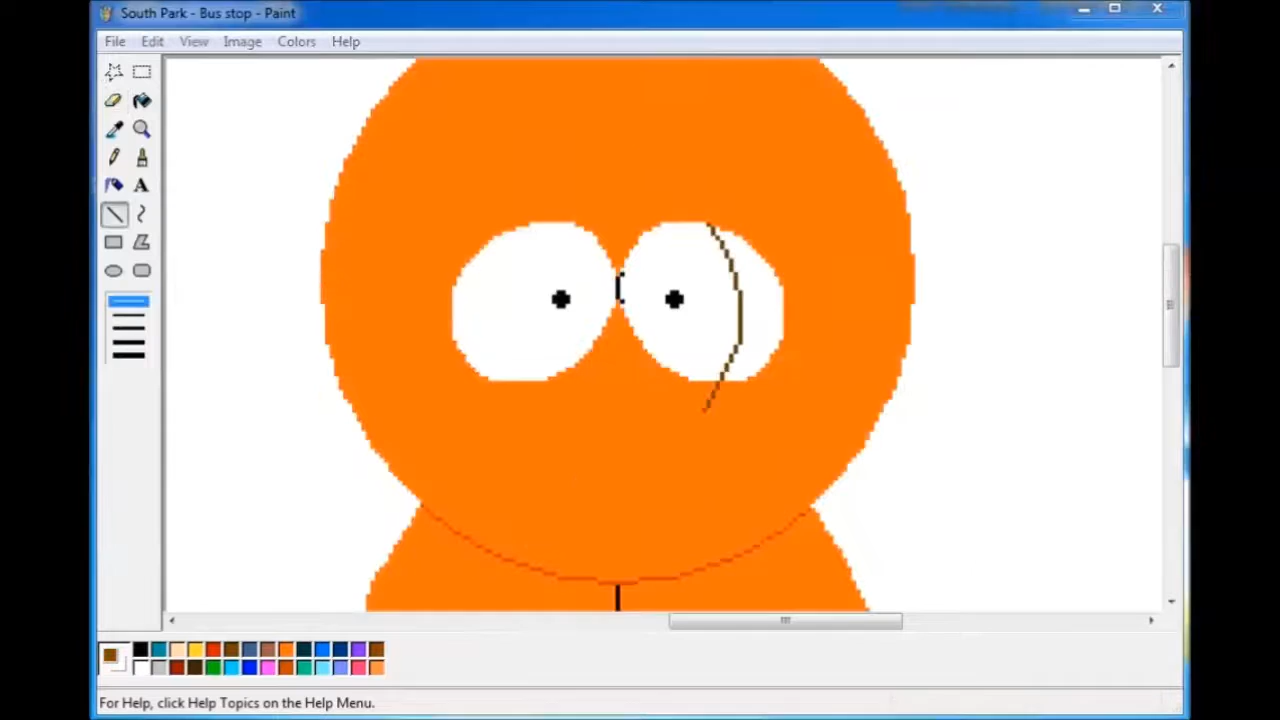 South Park - Bus stop - Paint
File Edit View Image Colors Help
A
For Help, click Help Topics on the Help Menu.